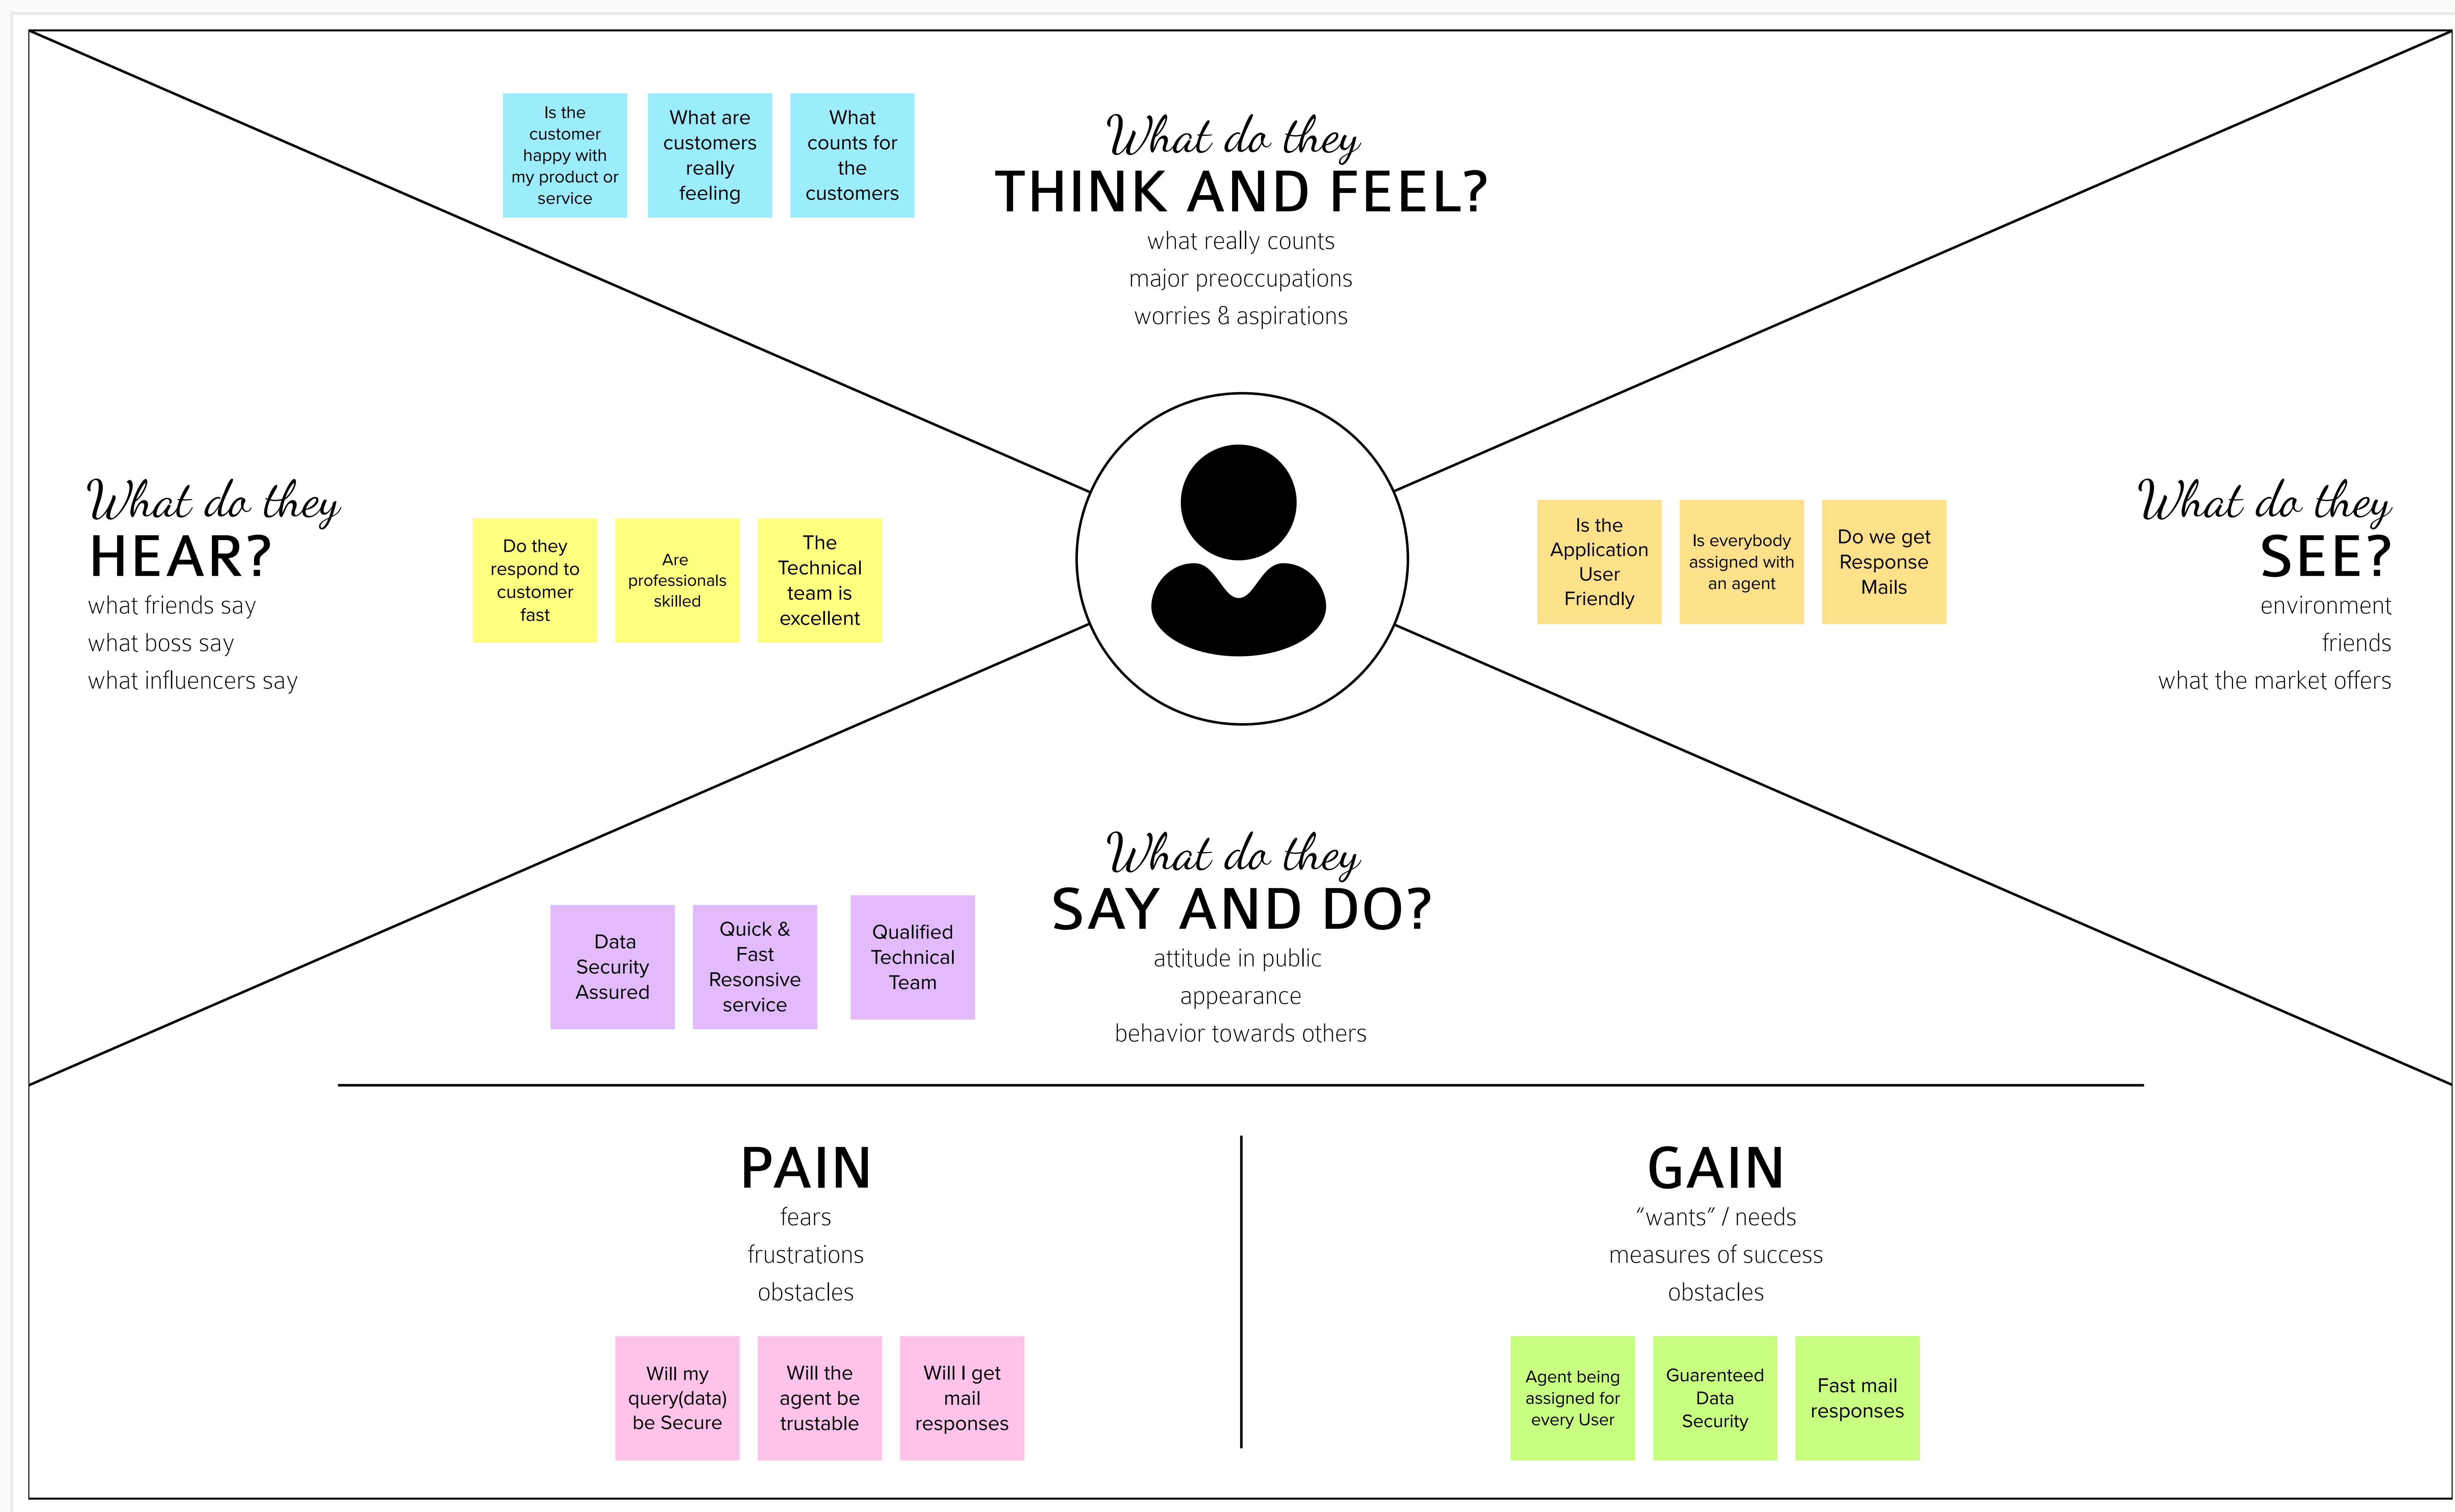 Is the
customer
happy with
my product or
service
What are
customers
really
feeling
What
counts for
the
customers
What do they
THINK AND FEEL?
what really counts
major preoccupations
worries & aspirations
What do they
HEAR?
what friends say
what boss say
what influencers say
Do they
respond to
customer
fast
Are
professionals
skilled
The
Technical
team is
excellent
Is the
Application
User
Friendly
Is everybody
assigned with
an agent
Do we get
Response
Mails
What do they
SEE?
environment
friends
what the market offers
Data
Security
Assured
Quick &
Fast
Resonsive
service
Qualified
Technical
Team
What do they
SAY AND DO?
attitude in public
appearance
behavior towards others
PAIN
fears
frustrations
obstacles
Will my
query(data)
be Secure
Will the
agent be
trustable
Will I get
mail
responses
GAIN
“wants” / needs
measures of success
obstacles
Agent being
assigned for
every User
Guarenteed
Data
Security
Fast mail
responses